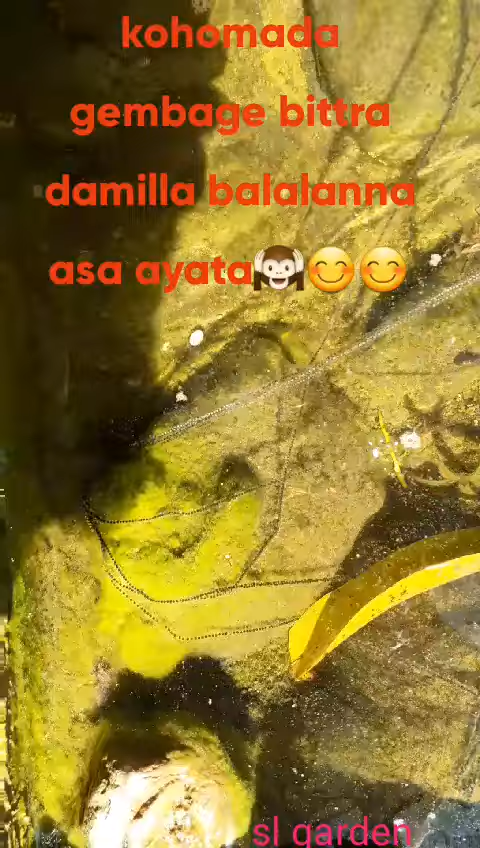 kohomada
gembage bittra
damilla balalanna
asa ayata🙉😊😊
sl garden